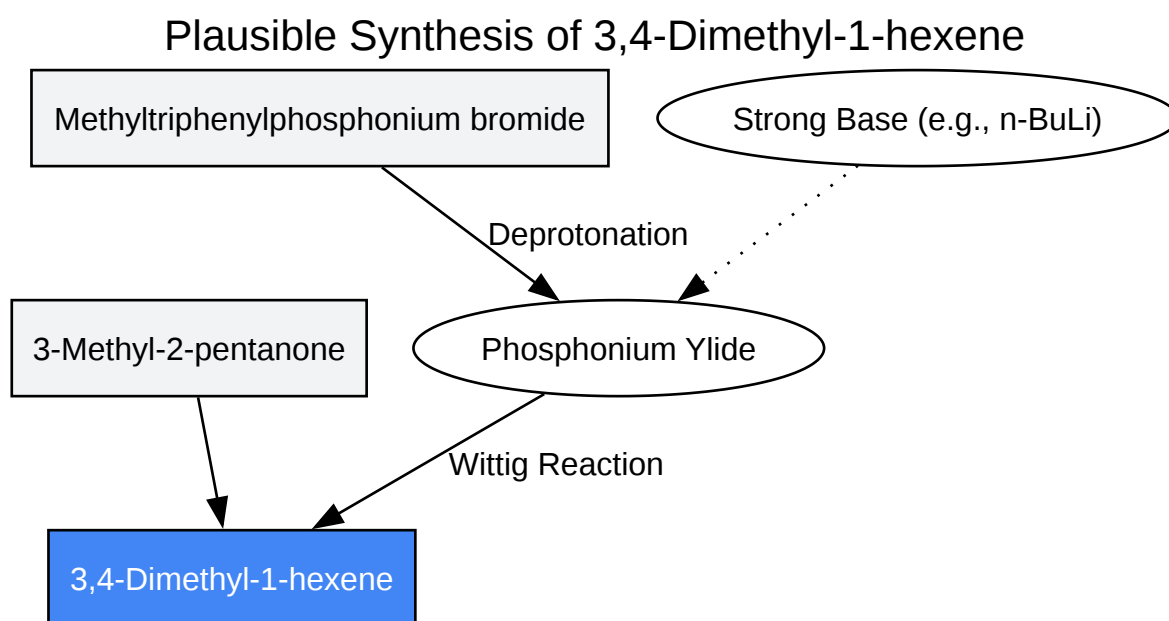 Plausible Synthesis of 3,4-Dimethyl-1-hexene
Methyltriphenylphosphonium bromide
Strong Base (e.g., n-BuLi)
Deprotonation
3-Methyl-2-pentanone
Phosphonium Ylide
Wittig Reaction
3,4-Dimethyl-1-hexene